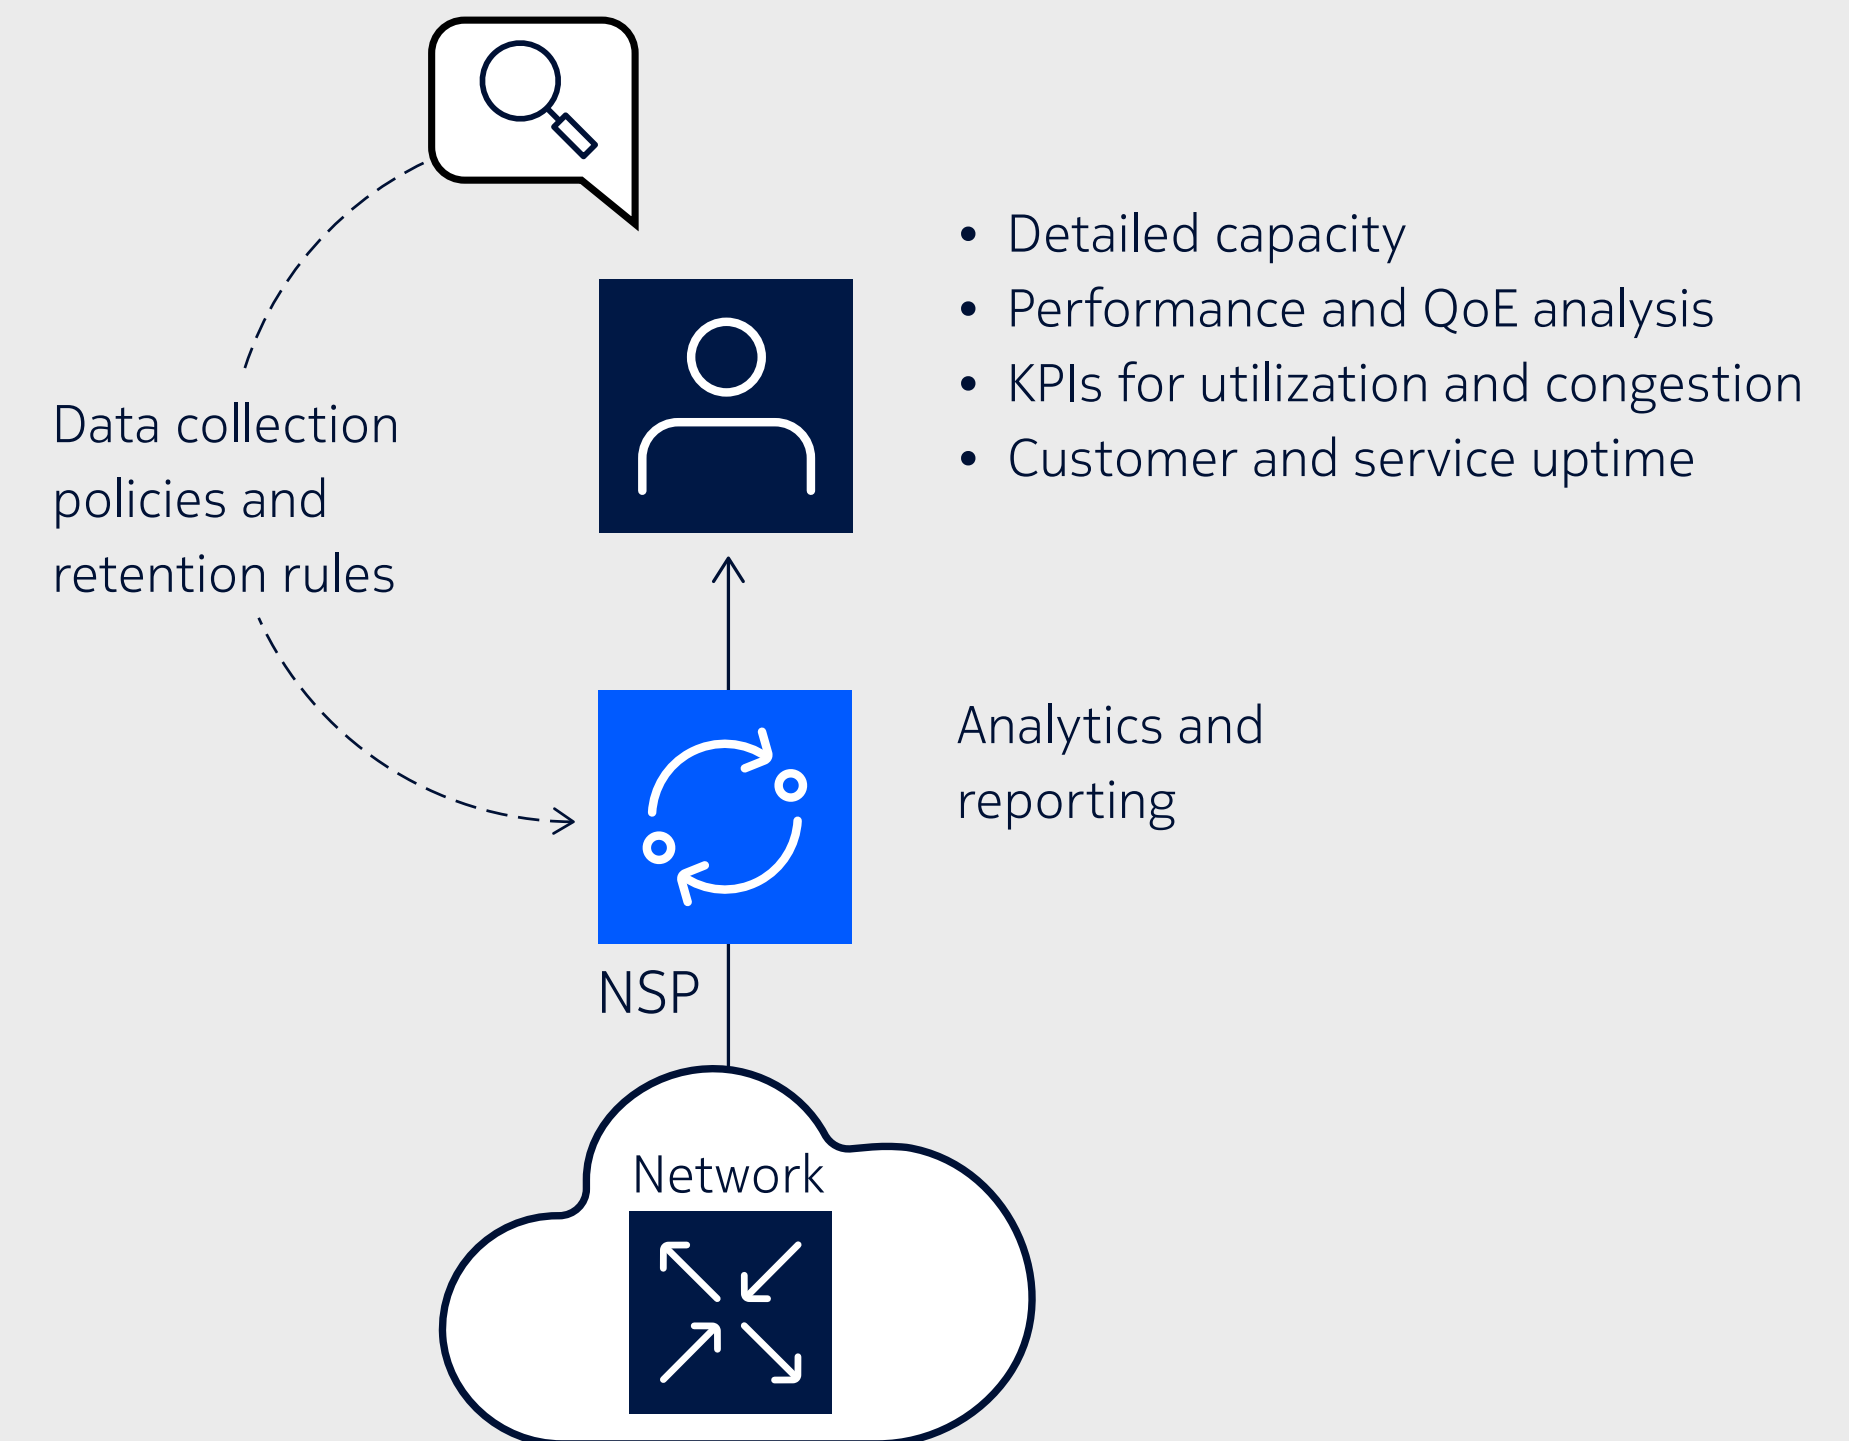 • Detailed capacity
• Performance and QoE analysis
• KPIs for utilization and congestion
• Customer and service uptime
Data collection
policies and
retention rules
Analytics and
reporting
NSP
Network